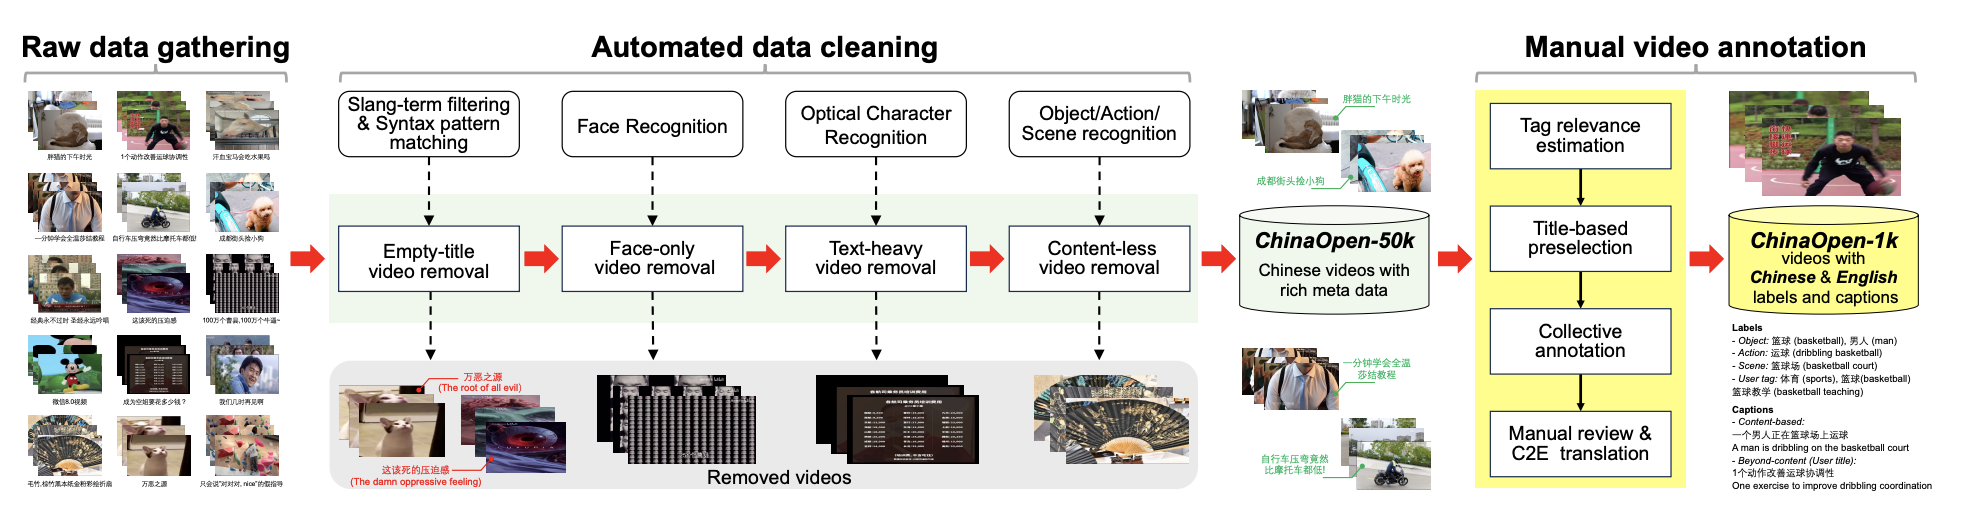 Raw data gathering
Automated data cleaning
Manual video annotation
胖猫的下午时光
1个动作改善运球协调性
汗血宝马会吃水果吗
一分钟学会全温莎结教程
自行车压弯竟然比摩托车都低!
成都街头捡小狗
经典永不过时 圣经永远吟唱
这该死的压迫感
100万个曹县,100万个牛逼~
微信8.0视频
成为空姐要花多少钱?
我们几时再见啊
毛竹,棕竹黑本纸金粉彩绘折扇
万恶之源
只会说"对对对, nice"的假指导
Slang-term filtering
& Syntax pattern
matching
Face Recognition
Optical Character
Recognition
Object/Action/
Scene recognition
Empty-title
video removal
Face-only
video removal
Text-heavy
video removal
Content-less
video removal
万恶之源
(The root of all evil)
这该死的压迫感
(The damn oppressive feeling)
Removed videos
胖猫的下午时光
成都街头捡小狗
ChinaOpen-50k
Chinese videos with
rich meta data
一分钟学会全温
莎结教程
自行车压弯竟然
比摩托车都低!
Tag relevance
estimation
Title-based
preselection
Collective
annotation
Manual review &
C2E translation
ChinaOpen-1k
videos with
Chinese & English
labels and captions
Labels
- Object: 篮球 (basketball), 男人 (man)
- Action: 运球 (dribbling basketball)
- Scene: 篮球场 (basketball court)
- User tag: 体育 (sports), 篮球(basketball)
篮球教学 (basketball teaching)
Captions
- Content-based:
一个男人正在篮球场上运球
A man is dribbling on the basketball court
- Beyond-content (User title):
1个动作改善运球协调性
One exercise to improve dribbling coordination